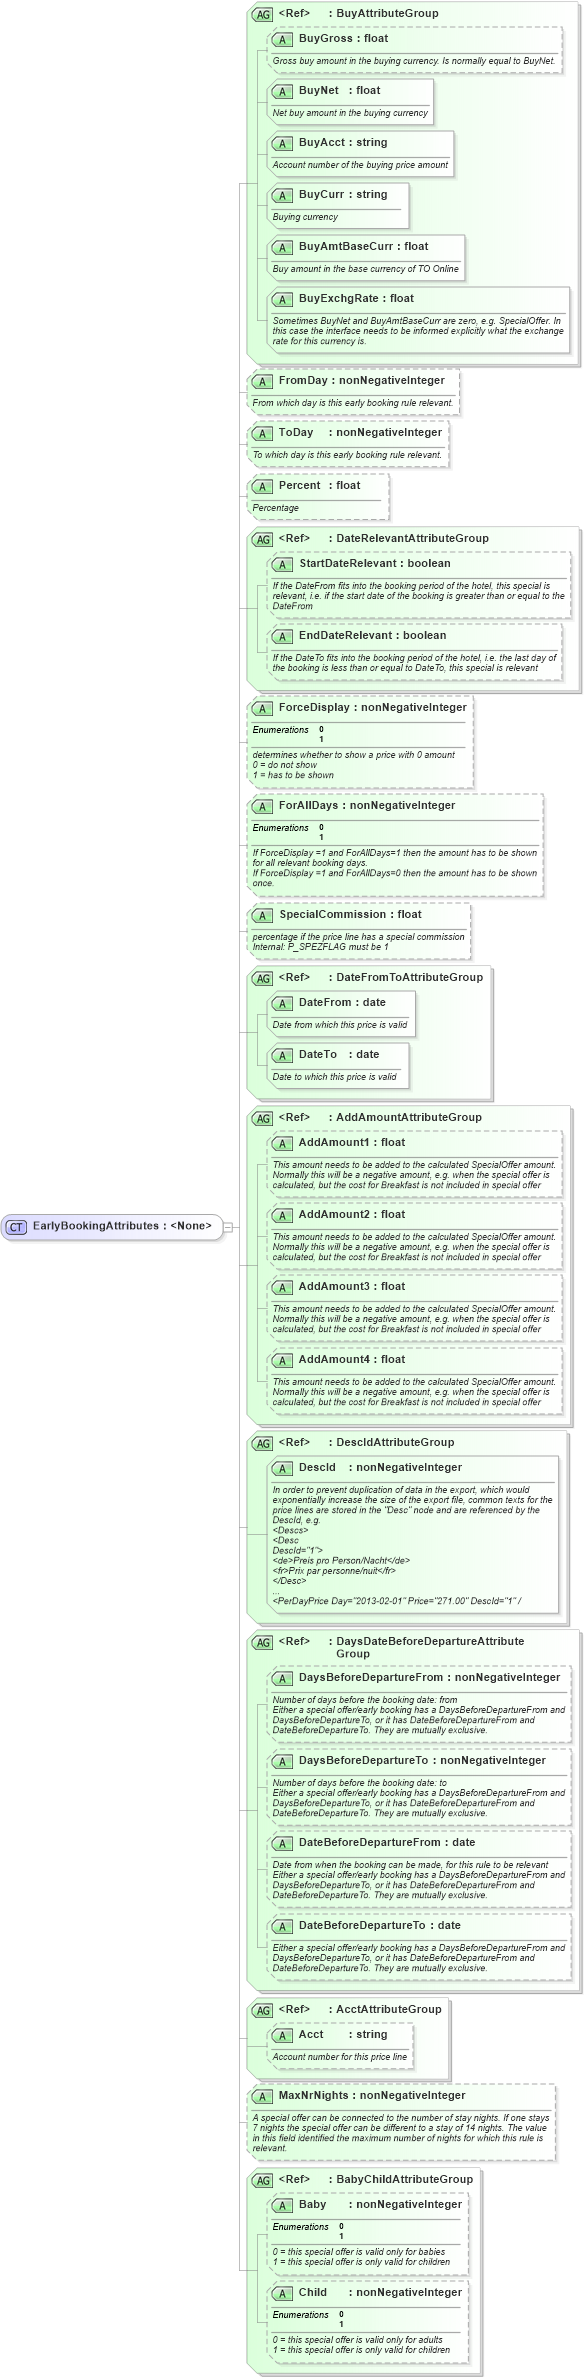 AG <Ref> : BuyAttributeGroup
A BuyGross : float
Gross buy amount in the buying currency. Is normally equal to BuyNet.
A BuyNet : float
Net buy amount in the buying currency
A BuyAcct : string
Account number of the buying price amount
A BuyCurr : string
Buying currency
A BuyAmtBaseCurr : float
Buy amount in the base currency of TO Online
A BuyExchgRate : float
Sometimes BuyNet and BuyAmtBaseCurr are zero, e.g. SpecialOffer. In
this case the interface needs to be informed explicitly what the exchange
rate for this currency is.
A FromDay : nonNegativeInteger
From which day is this early booking rule relevant.
A ToDay : nonNegativeInteger
To which day is this early booking rule relevant.
A Percent : float
Percentage
AG <Ref> : DateRelevantAttributeGroup
A StartDateRelevant : boolean
If the DateFrom fits into the booking period of the hotel, this special is
relevant, i.e. if the start date of the booking is greater than or equal to the
DateFrom
A EndDateRelevant : boolean
If the DateTo fits into the booking period of the hotel, i.e. the last day of
the booking is less than or equal to DateTo, this special is relevant
A ForceDisplay : nonNegativeInteger
Enumerations 0
1
determines whether to show a price with 0 amount
0 = do not show
1 = has to be shown
A ForAllDays : nonNegativeInteger
Enumerations 0
1
If ForceDisplay =1 and ForAllDays=1 then the amount has to be shown
for all relevant booking days.
If ForceDisplay =1 and ForAllDays=0 then the amount has to be shown
once.
A SpecialCommission : float
percentage if the price line has a special commission
Internal: P_SPEZFLAG must be 1
AG <Ref> : DateFromToAttributeGroup
A DateFrom : date
Date from which this price is valid
A DateTo : date
Date to which this price is valid
AG <Ref> : AddAmountAttributeGroup
A AddAmount1 : float
This amount needs to be added to the calculated SpecialOffer amount.
Normally this will be a negative amount, e.g. when the special offer is
calculated, but the cost for Breakfast is not included in special offer
CT EarlyBookingAttributes : <None>
A AddAmount2 : float
This amount needs to be added to the calculated SpecialOffer amount.
Normally this will be a negative amount, e.g. when the special offer is
calculated, but the cost for Breakfast is not included in special offer
A AddAmount3 : float
This amount needs to be added to the calculated SpecialOffer amount.
Normally this will be a negative amount, e.g. when the special offer is
calculated, but the cost for Breakfast is not included in special offer
A AddAmount4 : float
This amount needs to be added to the calculated SpecialOffer amount.
Normally this will be a negative amount, e.g. when the special offer is
calculated, but the cost for Breakfast is not included in special offer
AG <Ref> : DescIdAttributeGroup
A DescId : nonNegativeInteger
In order to prevent duplication of data in the export, which would
exponentially increase the size of the export file, common texts for the
price lines are stored in the "Desc" node and are referenced by the
DescId, e.g.
<Descs>
<Desc
DescId="1">
<de>Preis pro Person/Nacht</de>
<fr>Prix par personne/nuit</fr>
</Desc>
...
<PerDayPrice Day="2013-02-01" Price="271.00" DescId="1" /
AG <Ref> : DaysDateBeforeDepartureAttribute
Group
A DaysBeforeDepartureFrom : nonNegativeInteger
Number of days before the booking date: from
Either a special offer/early booking has a DaysBeforeDepartureFrom and
DaysBeforeDepartureTo, or it has DateBeforeDepartureFrom and
DateBeforeDepartureTo. They are mutually exclusive.
A DaysBeforeDepartureTo : nonNegativeInteger
Number of days before the booking date: to
Either a special offer/early booking has a DaysBeforeDepartureFrom and
DaysBeforeDepartureTo, or it has DateBeforeDepartureFrom and
DateBeforeDepartureTo. They are mutually exclusive.
A DateBeforeDepartureFrom : date
Date from when the booking can be made, for this rule to be relevant
Either a special offer/early booking has a DaysBeforeDepartureFrom and
DaysBeforeDepartureTo, or it has DateBeforeDepartureFrom and
DateBeforeDepartureTo. They are mutually exclusive.
A DateBeforeDepartureTo : date
Either a special offer/early booking has a DaysBeforeDepartureFrom and
DaysBeforeDepartureTo, or it has DateBeforeDepartureFrom and
DateBeforeDepartureTo. They are mutually exclusive.
AG <Ref> : AcctAttributeGroup
A Acct : string
Account number for this price line
A MaxNrNights : nonNegativeInteger
A special offer can be connected to the number of stay nights. If one stays
7 nights the special offer can be different to a stay of 14 nights. The value
in this field identified the maximum number of nights for which this rule is
relevant.
AG <Ref> : BabyChildAttributeGroup
A Baby : nonNegativeInteger
Enumerations 0
1
0 = this special offer is valid only for babies
1 = this special offer is only valid for children
A Child : nonNegativeInteger
Enumerations 0
1
0 = this special offer is valid only for adults
1 = this special offer is only valid for children